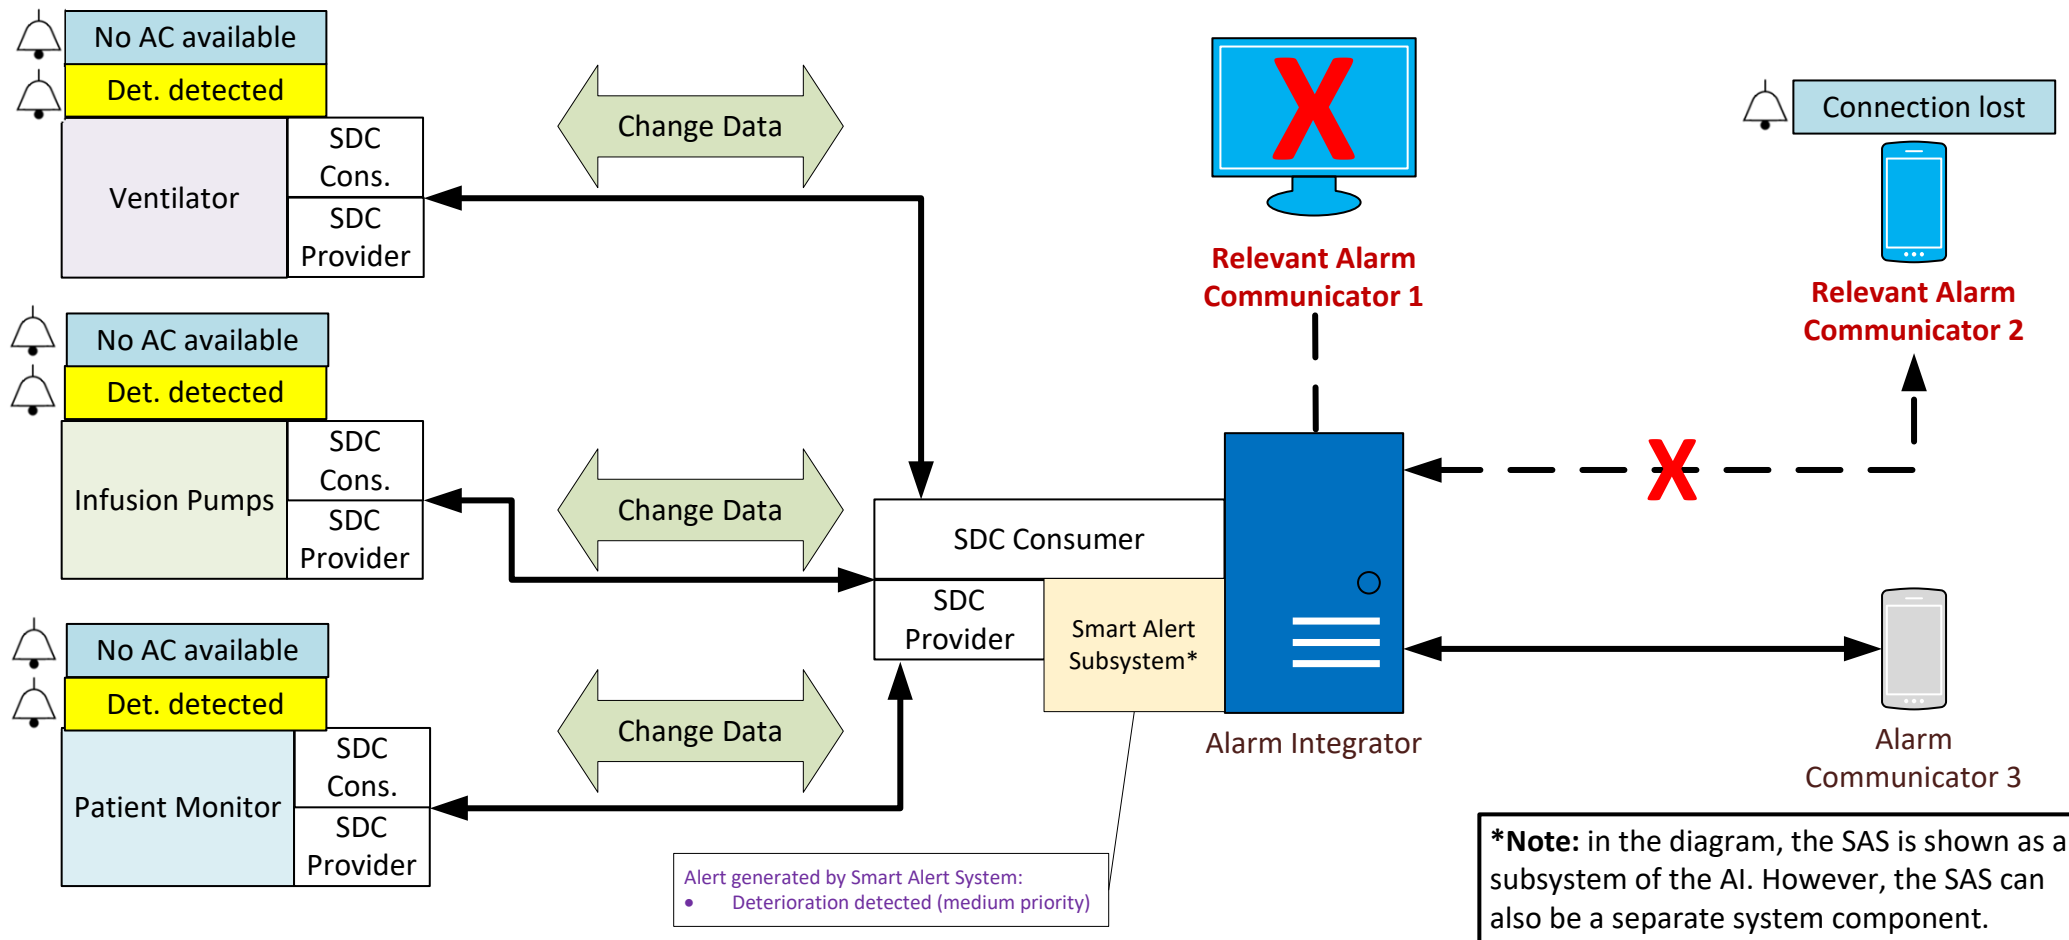 No AC available
Det. detected
Ventilator
SDC
Cons.
SDC
Provider
Change Data
No AC available
Det. detected
Infusion Pumps
SDC
Cons.
SDC
Provider
Change Data
No AC available
Det. detected
Patient Monitor
SDC
Cons.
SDC
Provider
Change Data
SDC Consumer
SDC
Provider
Smart Alert
Subsystem*
Alarm Integrator
Alert generated by Smart Alert System:
• Deterioration detected (medium priority)
X
Relevant Alarm
Communicator 1
Connection lost
Relevant Alarm
Communicator 2
X
Alarm
Communicator 3
*Note: in the diagram, the SAS is shown as a
subsystem of the AI. However, the SAS can
also be a separate system component.